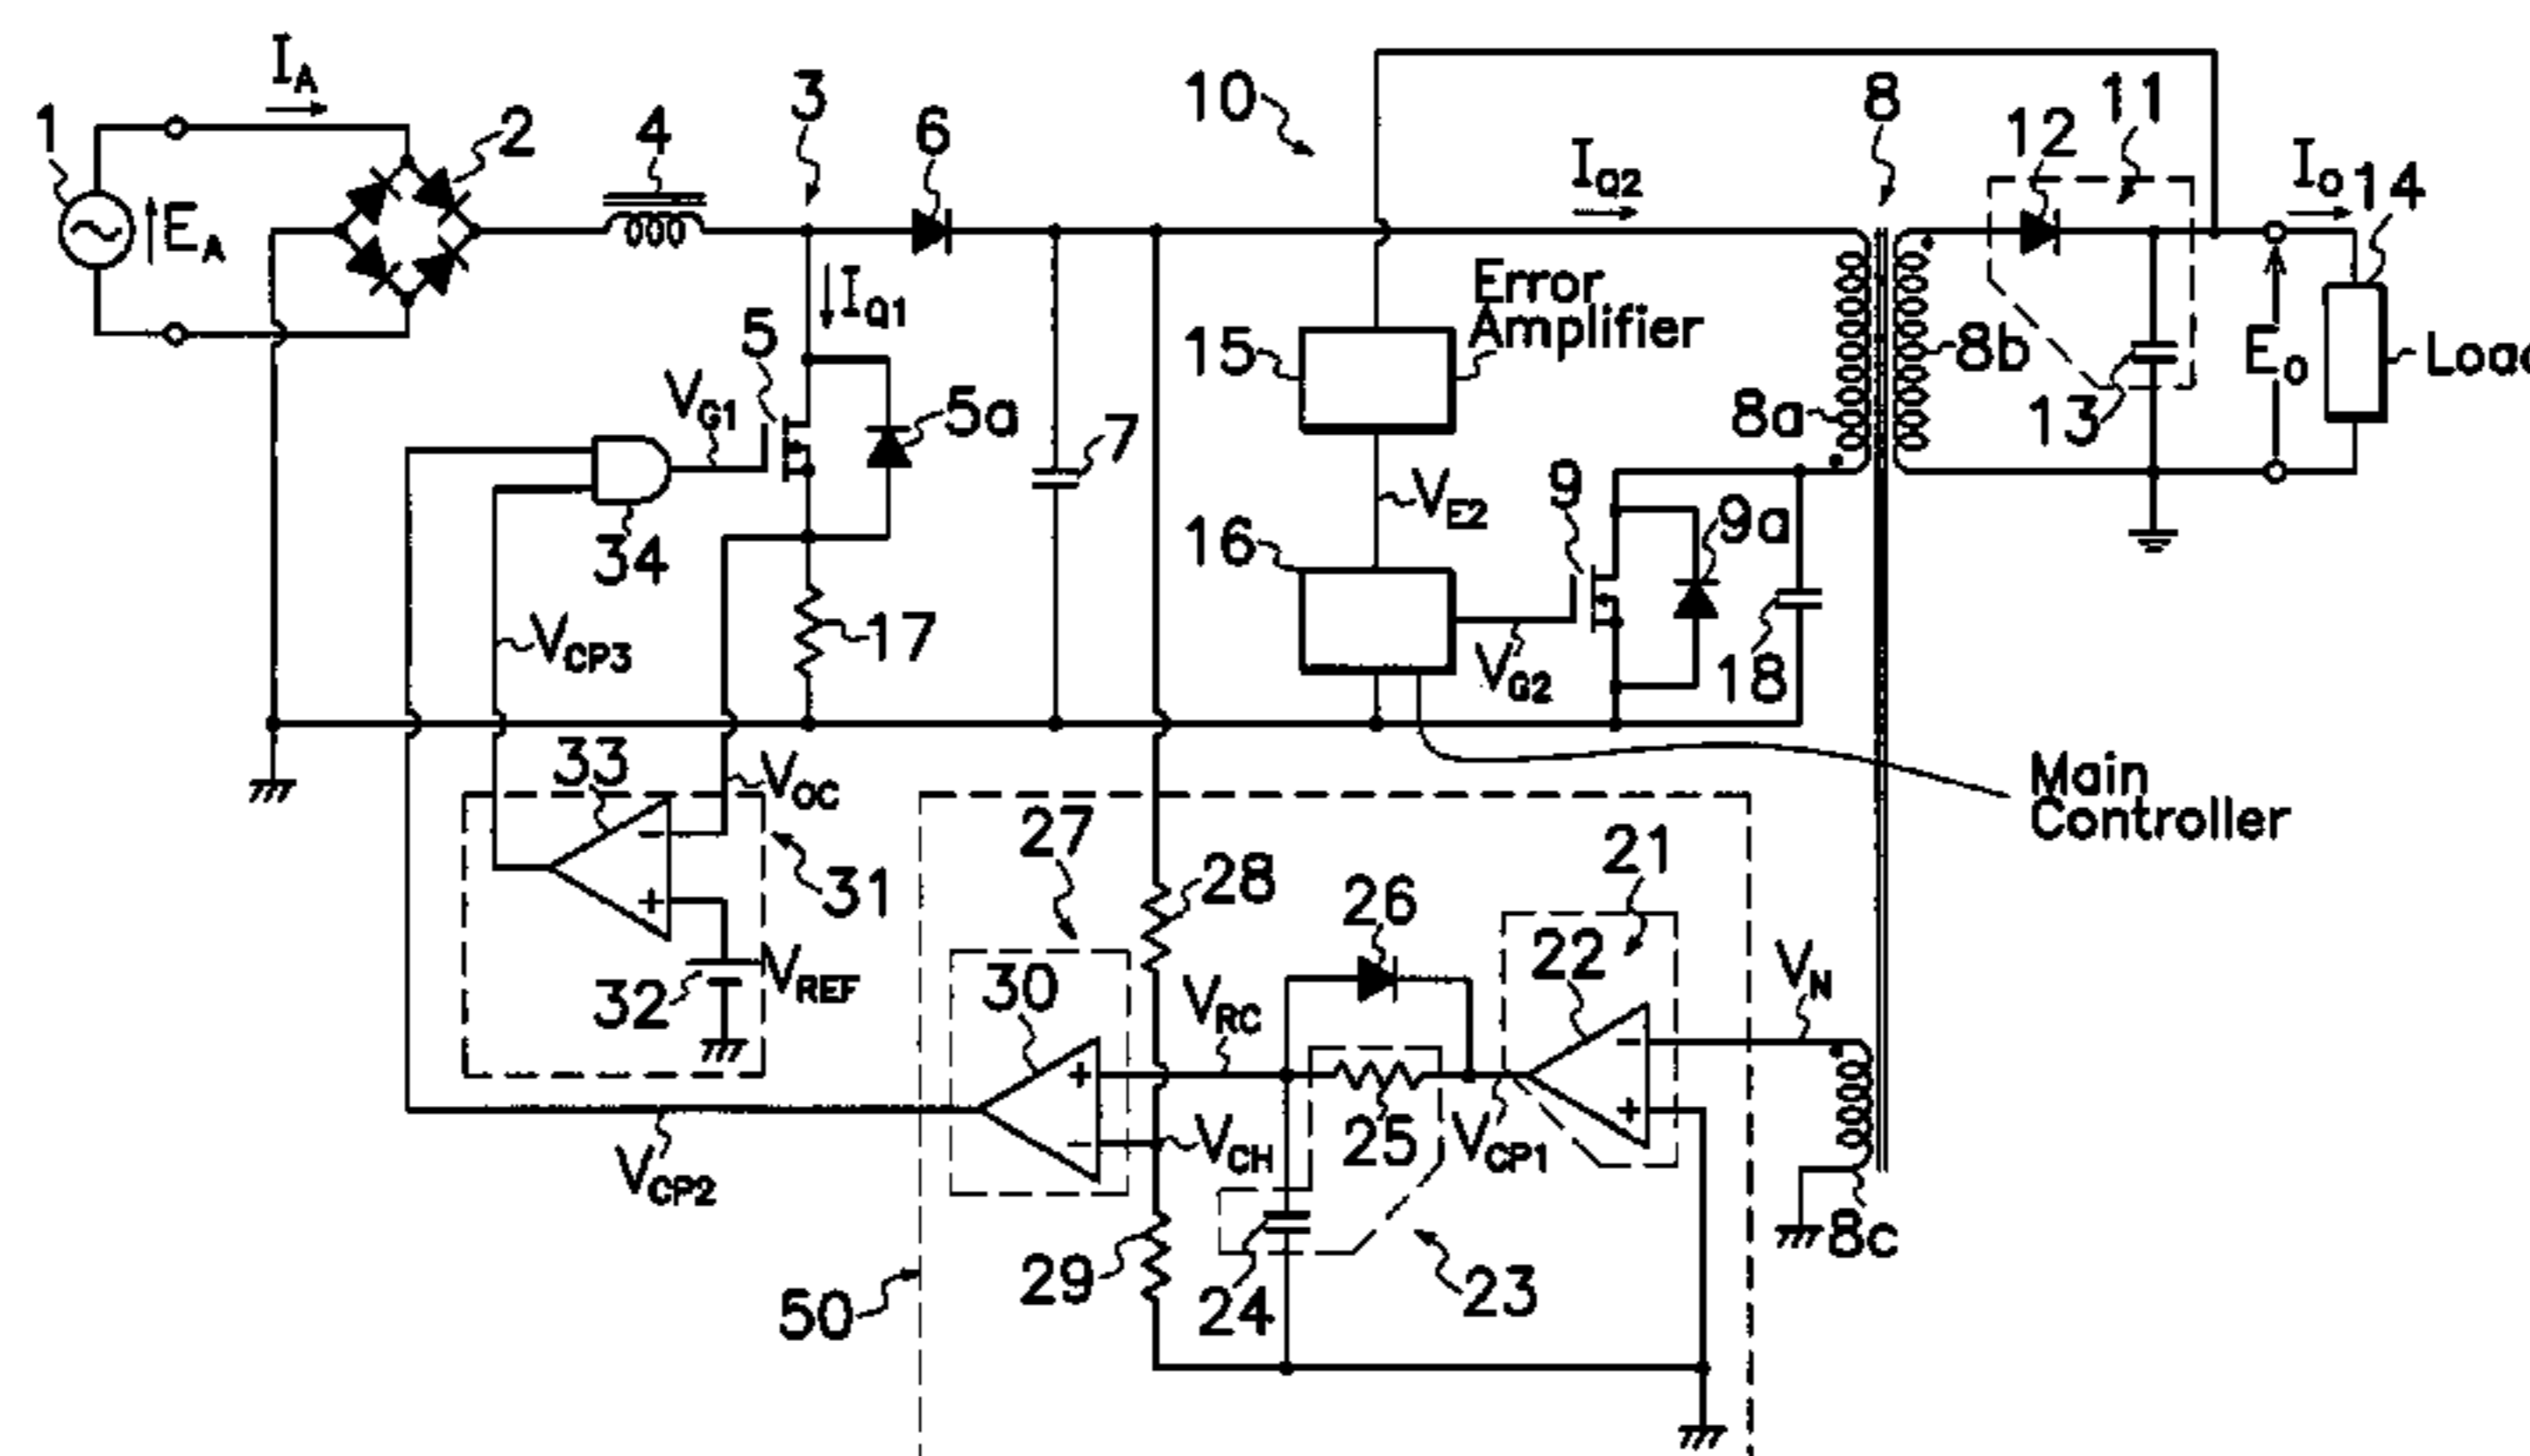 I_A
3
10
8
11
1
2
4
6
12
I_O
14
I_Q2
E_A
I_Q1
Error
Amplifier
5
15
8b
E_O
V_G1
5a
8a
13
7
V_E2
9
9a
34
16
V_CP3
17
V_G2
18
33
V_OC
Main
Controller
27
21
31
28
26
22
30
V_REF
32
V_RC
V_N
-
+
+
-
-
+
V_CH
25
V_CP1
V_CP2
8c
29
24
23
50